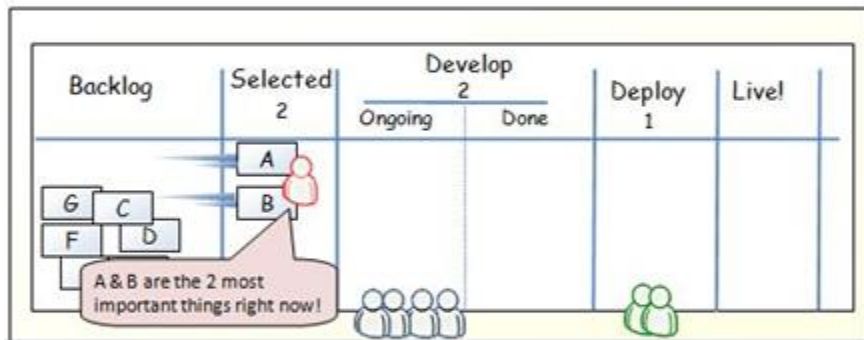 Backlog
Selected
2
Develop
2
Ongoing
Done
Deploy
1
Live!
A
B
G
C
F
D
A & B are the 2 most
important things right now!